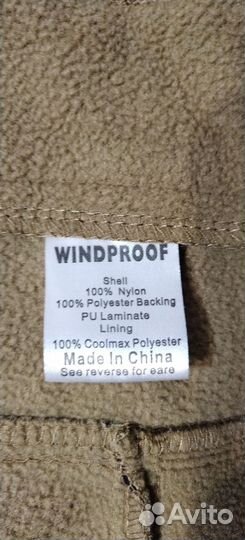 WINDPROOF
Shell
100% Nylon
100% Polyester Backing
PU Laminate
Lining
100% Coolmax Polyester
Made In China
See reverse for care
Avito